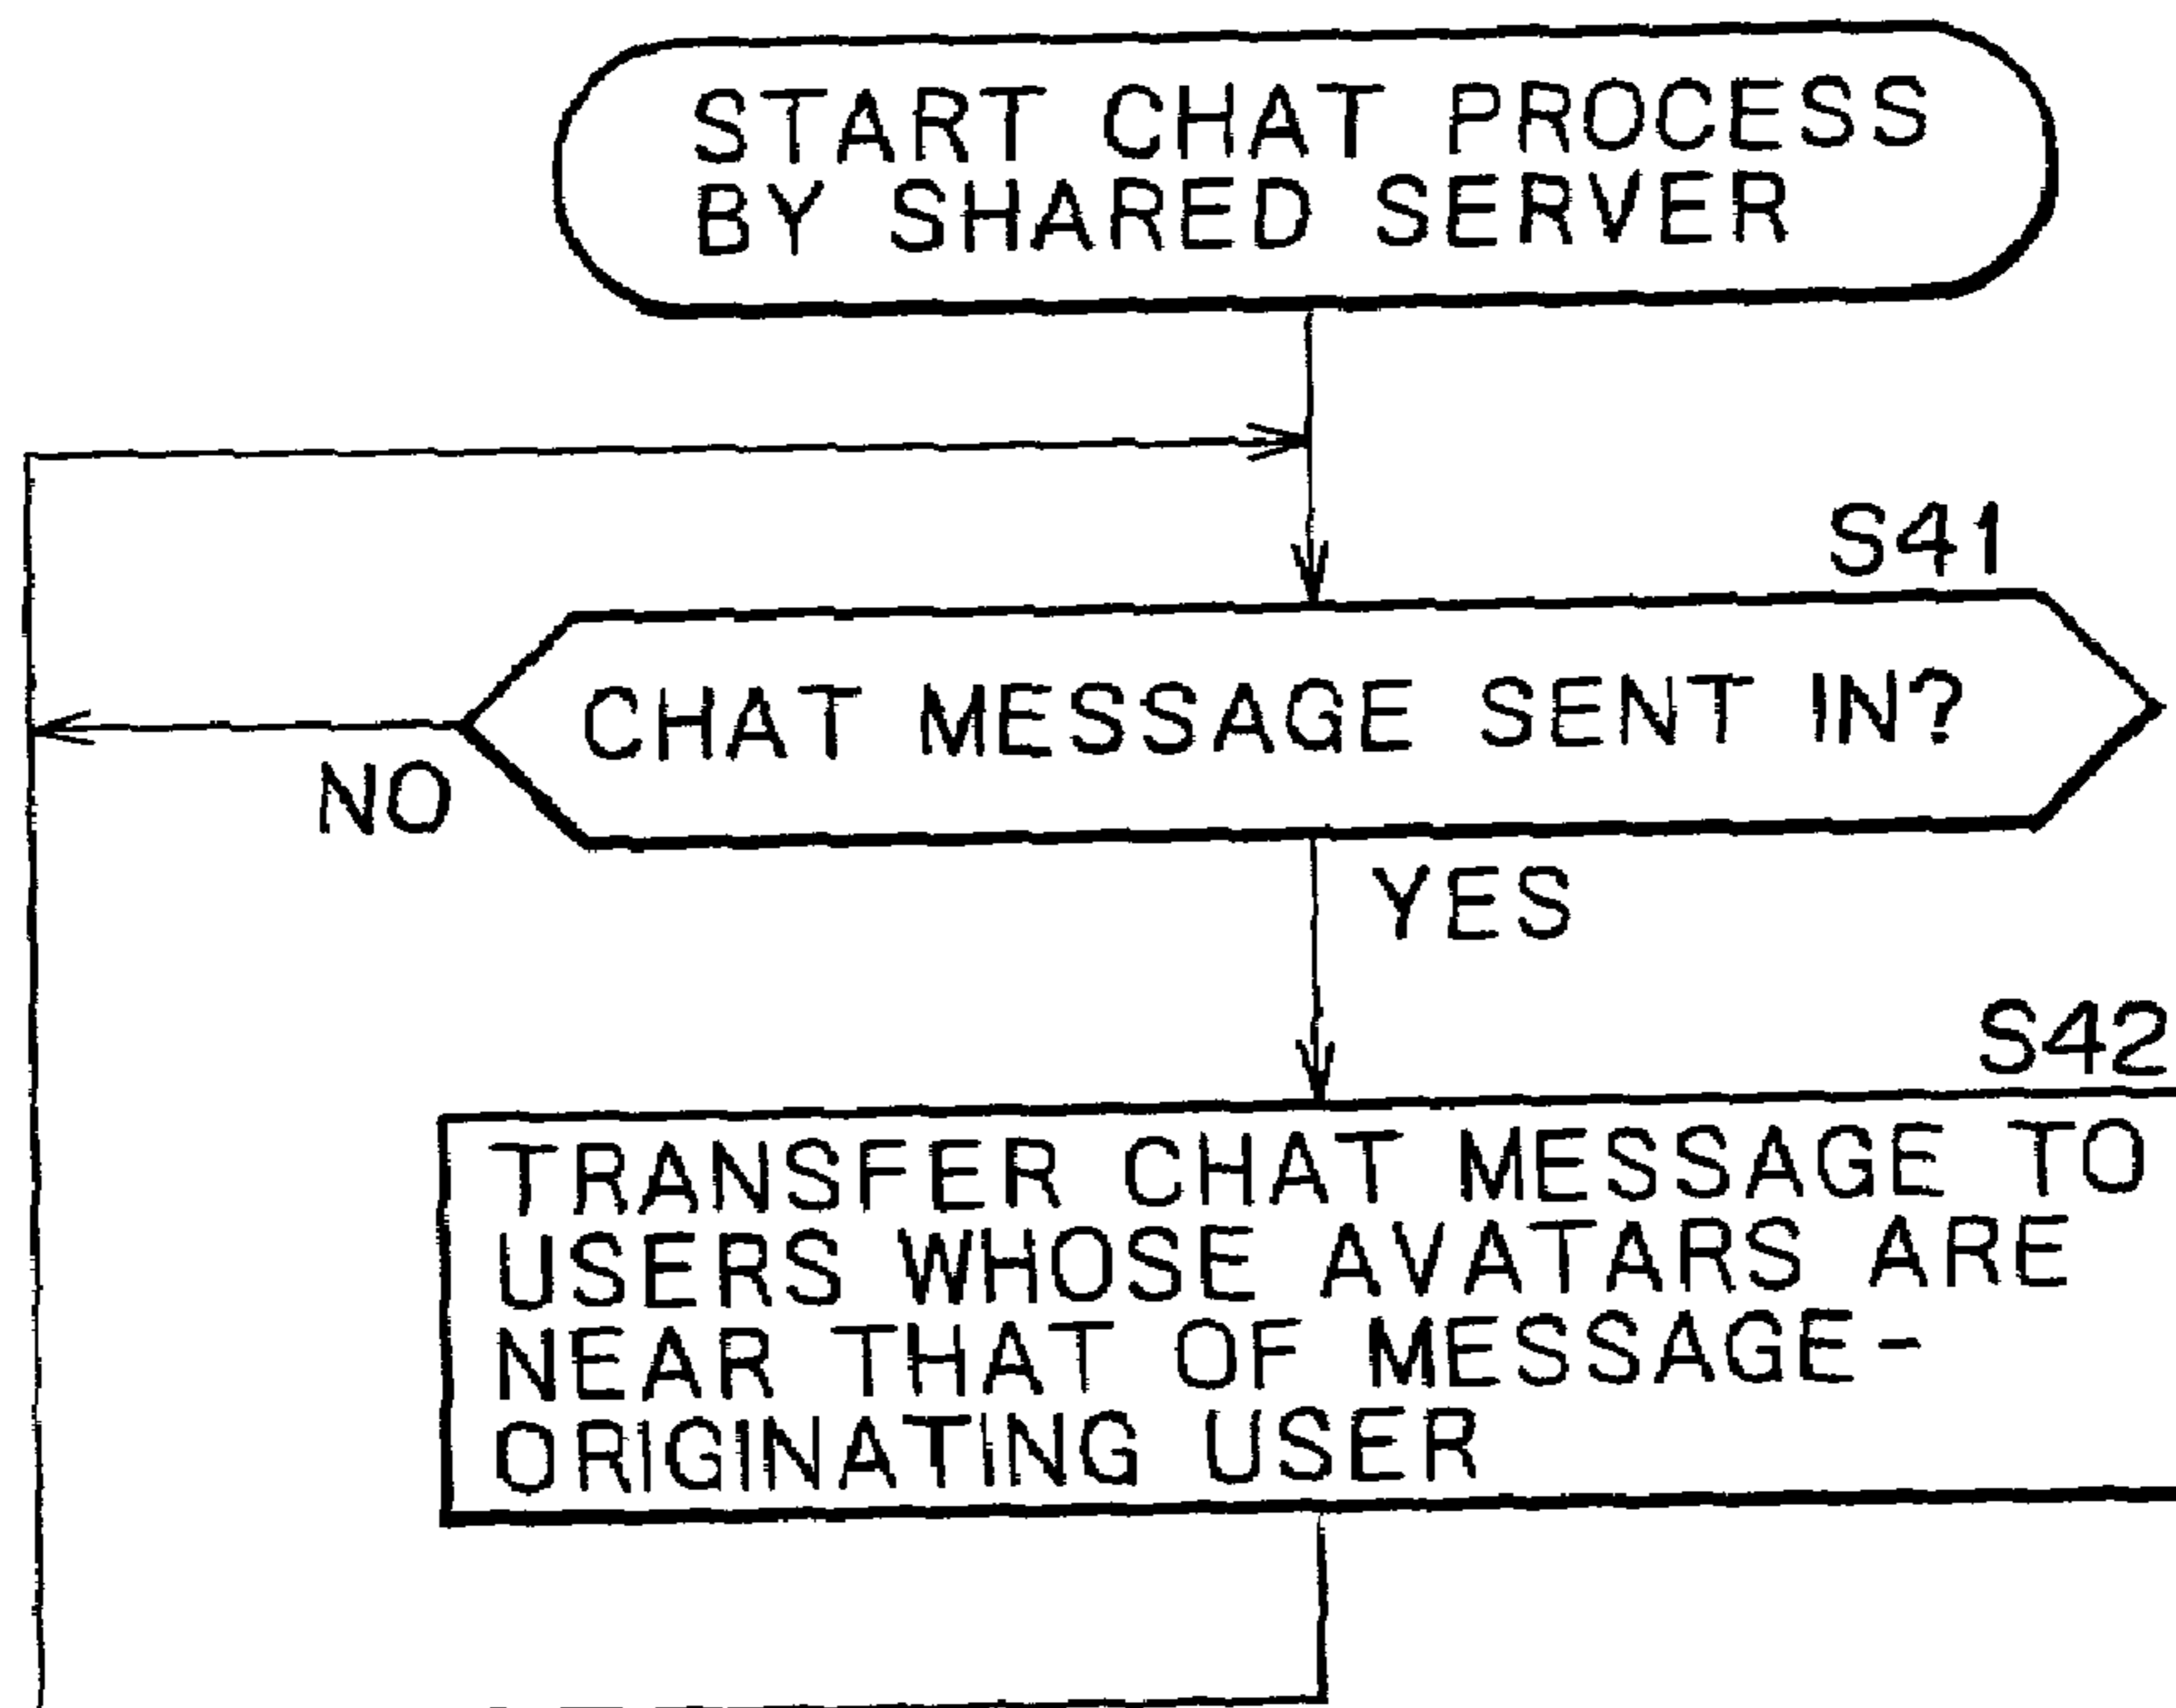 START CHAT PROCESS
BY SHARED SERVER
S41
CHAT MESSAGE SENT IN?
NO
YES
S42
TRANSFER CHAT MESSAGE TO
USERS WHOSE AVATARS ARE
NEAR THAT OF MESSAGE-
ORIGINATING USER